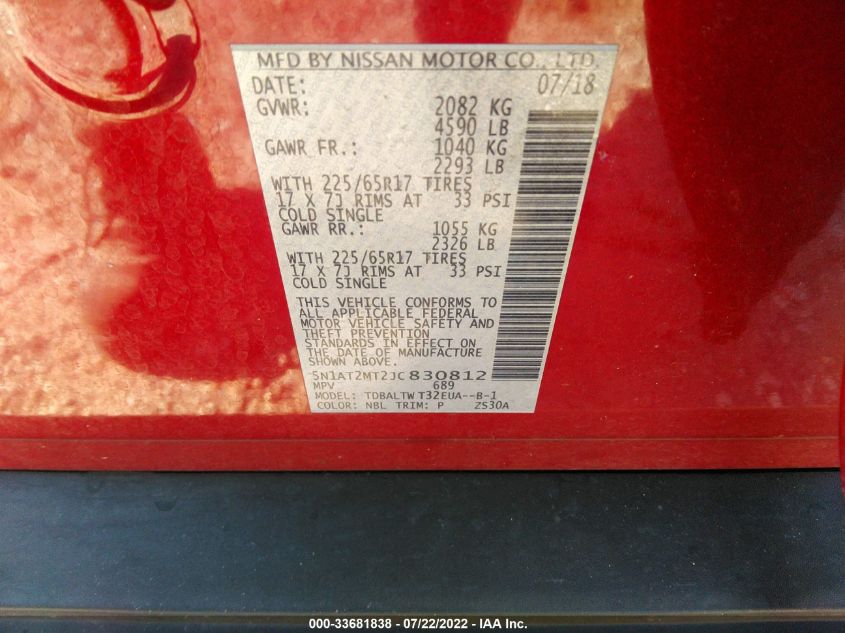 MFD BY NISSAN MOTOR CO., LTD.
DATE: 07/18
GVWR: 2082 KG
4590 LB
GAWR FR.: 1040 KG
2293 LB
WITH 225/65R17 TIRES
17 X 7J RIMS AT 33 PSI
COLD SINGLE
GAWR RR.: 1055 KG
2326 LB
WITH 225/65R17 TIRES
17 X 7J RIMS AT 33 PSI
COLD SINGLE
THIS VEHICLE CONFORMS TO
ALL APPLICABLE FEDERAL
MOTOR VEHICLE SAFETY AND
THEFT PREVENTION
STANDARDS IN EFFECT ON
THE DATE OF MANUFACTURE
SHOWN ABOVE.
5N1AT2MT2JC830812
MPV 689
MODEL: TDBALTW T32EUA--B-1
COLOR: NBL TRIM: P ZS30A
000-33681838 - 07/22/2022 - IAA Inc.